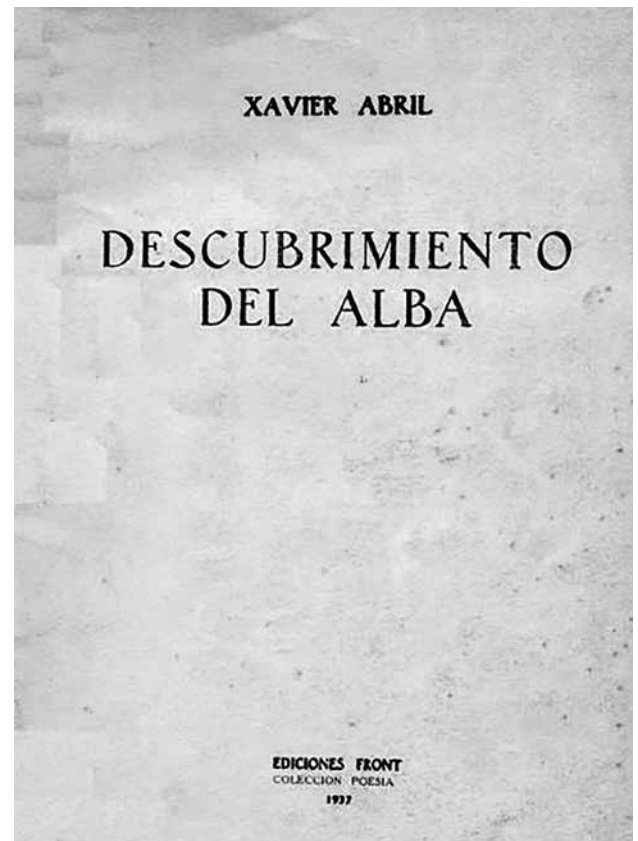 XAVIER ABRIL
DESCUBRIMIENTO
DEL ALBA
EDICIONES FRONT
COLECCION POESIA
1937